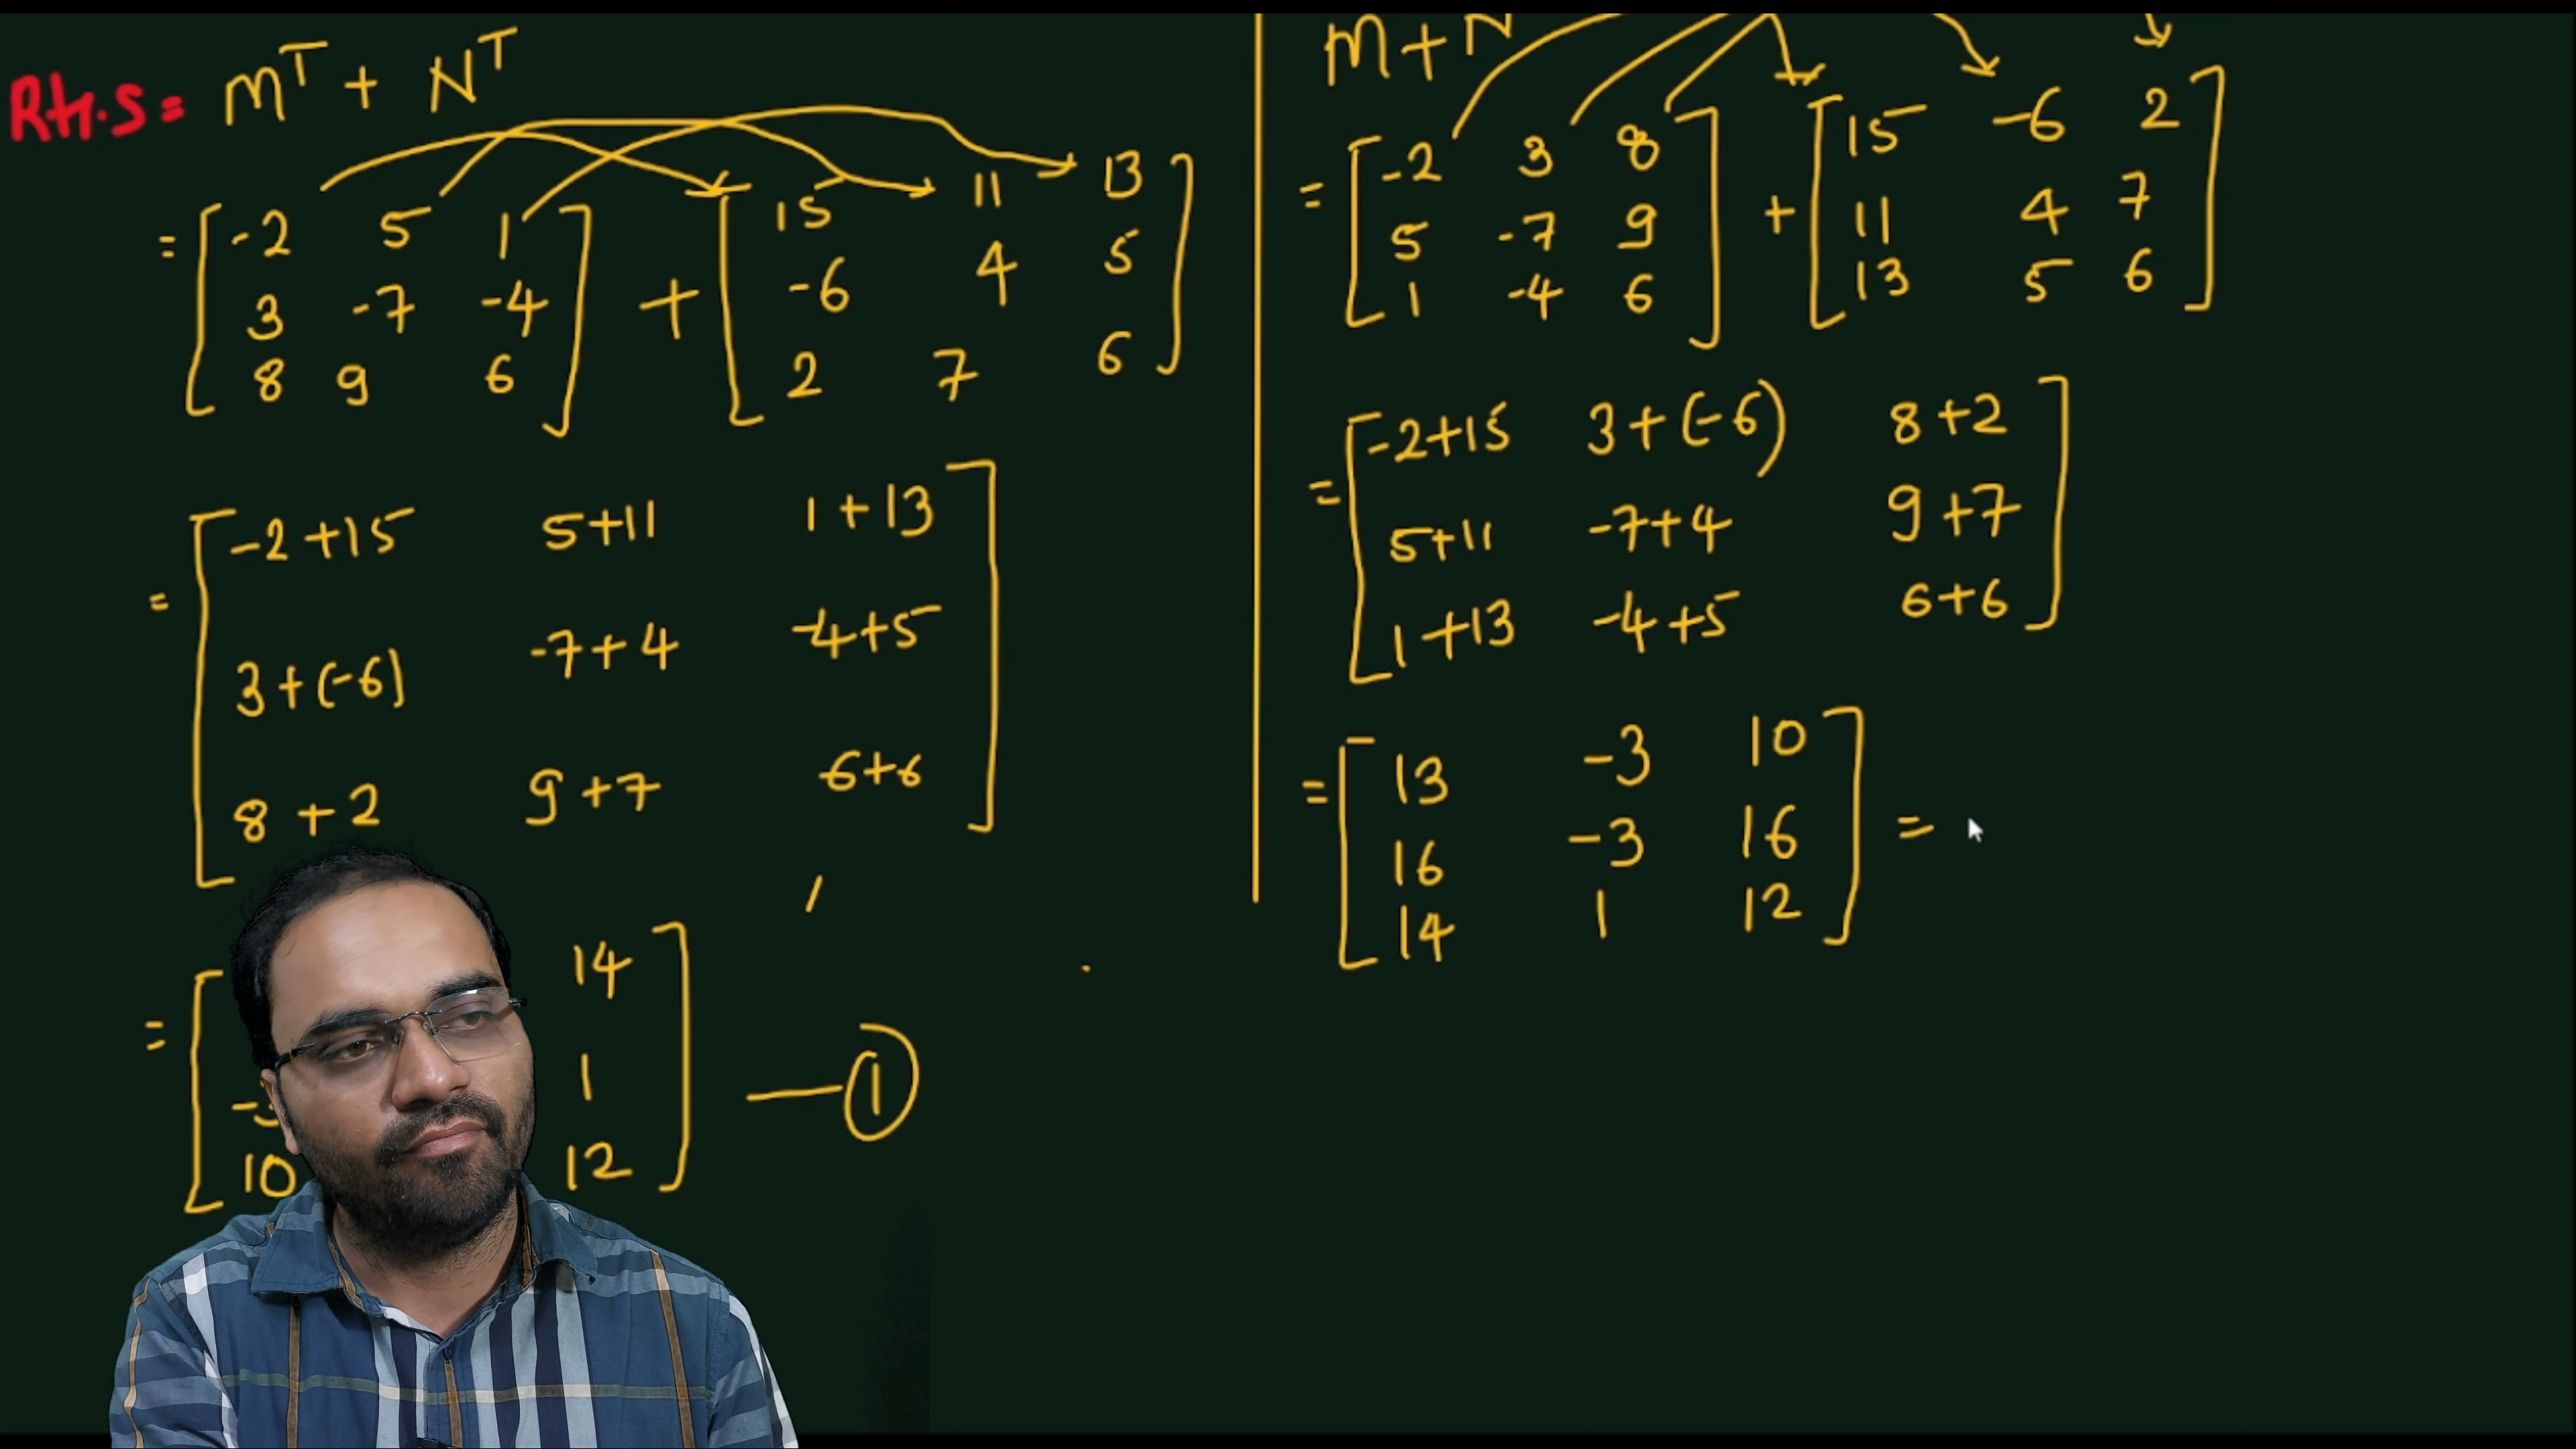 R.H.S = Mᵀ + Nᵀ
= [ -2 5 1
3 -7 -4
8 9 6 ] + [ 15 11 13
-6 4 5
2 7 6 ]
= [ -2+15 5+11 1+13
3+(-6) -7+4 -4+5
8+2 9+7 6+6 ]
= [ 14
1
10 12 ] — ①
M+N
= [ -2 3 8
5 -7 9
1 -4 6 ] + [ 15 -6 2
11 4 7
13 5 6 ]
= [ -2+15 3+(-6) 8+2
5+11 -7+4 9+7
1+13 -4+5 6+6 ]
= [ 13 -3 10
16 -3 16
14 1 12 ] =